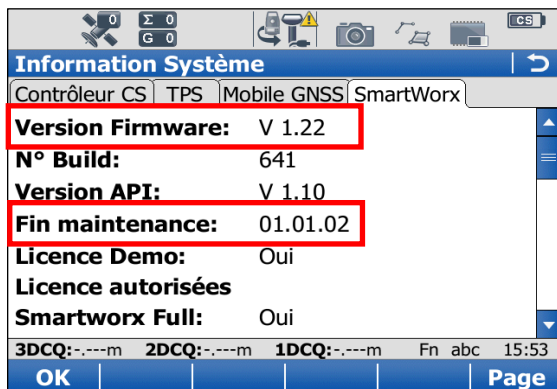 0 Σ 0 CS
G 0
Information Système
Contrôleur CS TPS Mobile GNSS SmartWorx
Version Firmware: V 1.22
N° Build: 641
Version API: V 1.10
Fin maintenance: 01.01.02
Licence Demo: Oui
Licence autorisées
Smartworx Full: Oui
3DCQ:-.---m 2DCQ:-.---m 1DCQ:-.---m Fn abc 15:53
OK Page